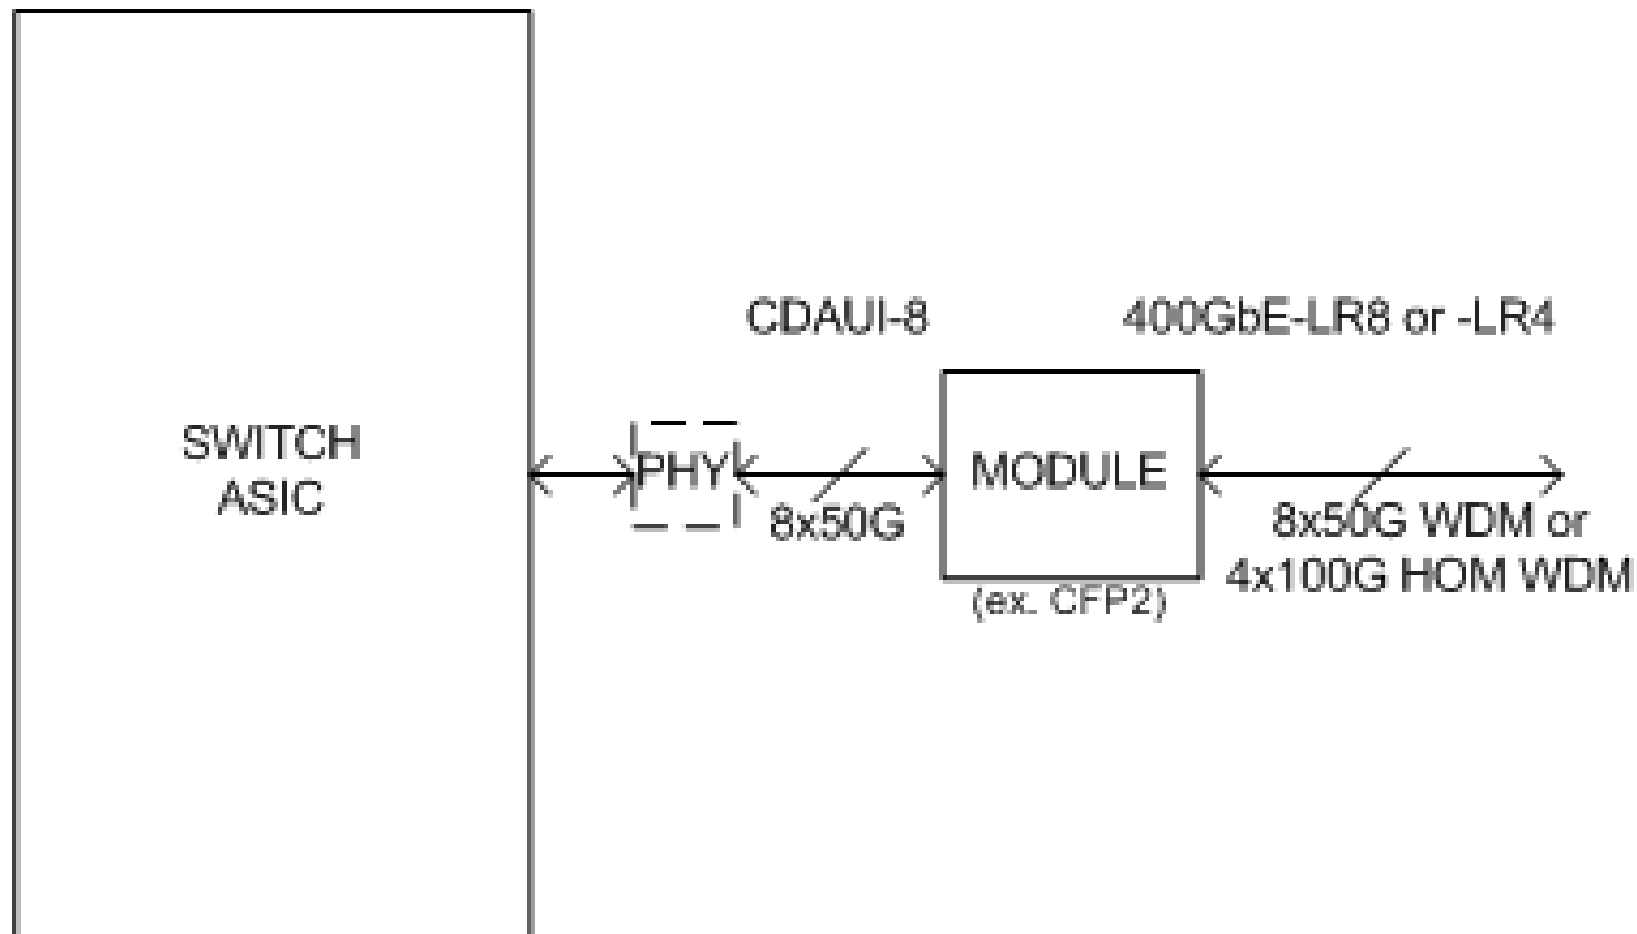 CDAUI-8
400GbE-LR8 or -LR4
SWITCH
ASIC
PHY
MODULE
8x50G
8x50G WDM or
4x100G HOM WDM
(ex. CFP2)